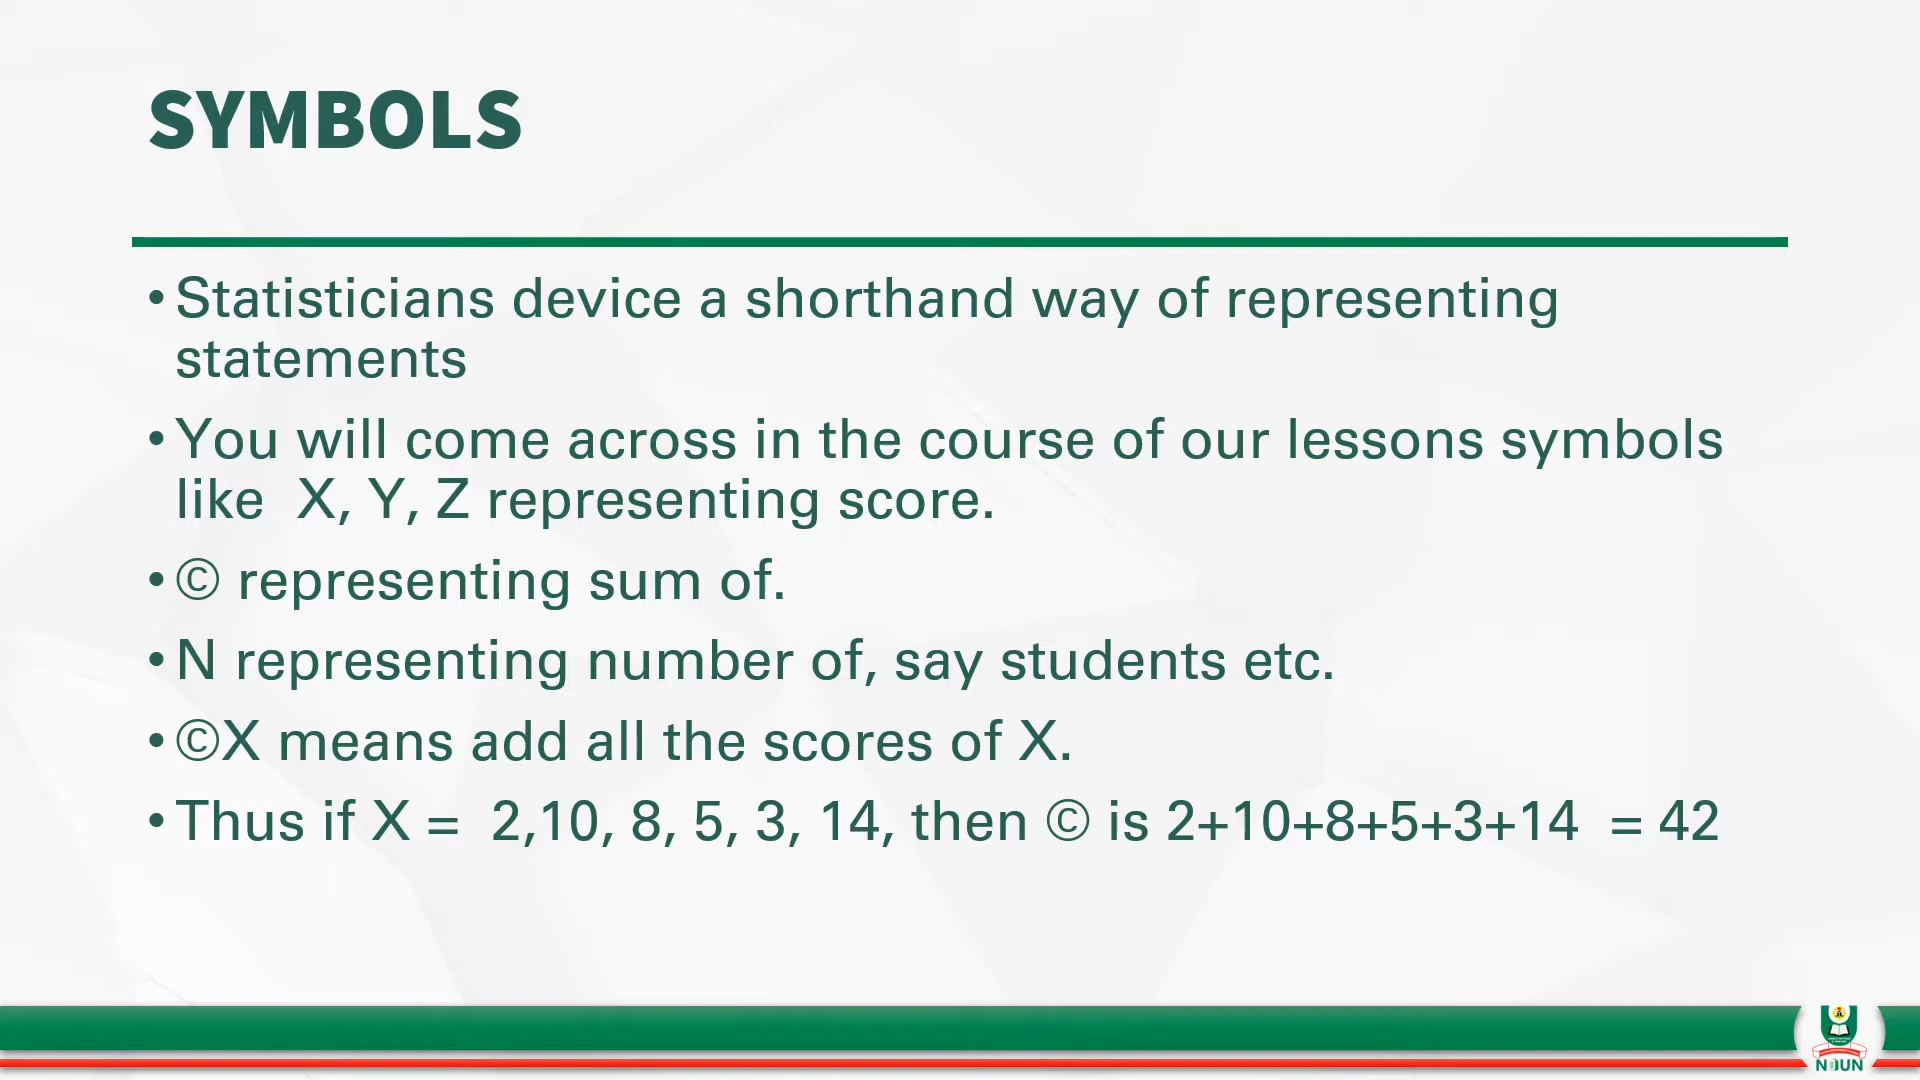 SYMBOLS
• Statisticians device a shorthand way of representing
statements
• You will come across in the course of our lessons symbols
like  X, Y, Z representing score.
• © representing sum of.
• N representing number of, say students etc.
• ©X means add all the scores of X.
• Thus if X =  2,10, 8, 5, 3, 14, then © is 2+10+8+5+3+14  = 42
NOUN